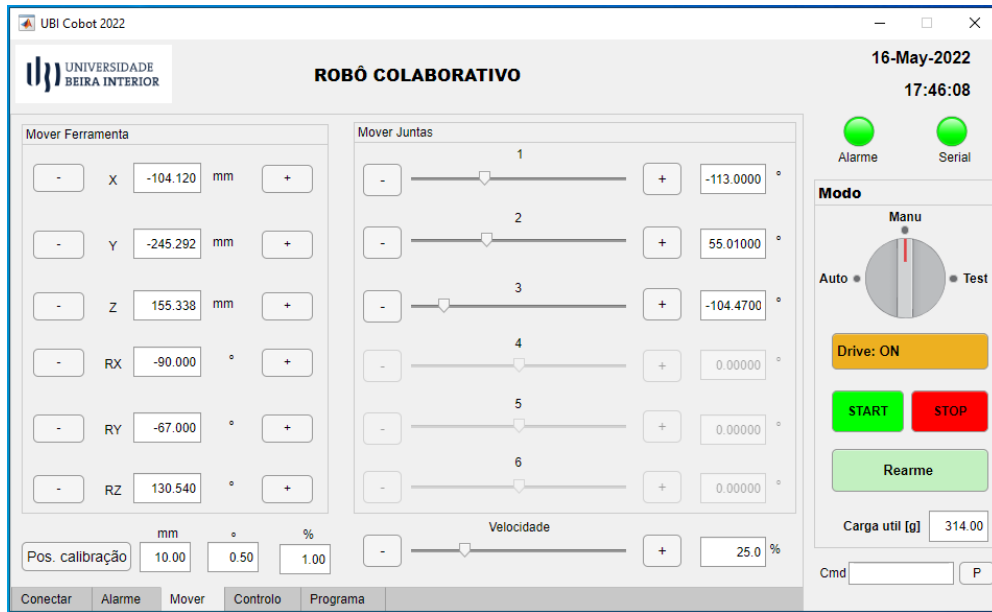 UBI Cobot 2022
UNIVERSIDADE
BEIRA INTERIOR
ROBÔ COLABORATIVO
16-May-2022
17:46:08
Alarme Serial
Mover Ferramenta
- X -104.120 mm +
- Y -245.292 mm +
- Z 155.338 mm +
- RX -90.000 ° +
- RY -67.000 ° +
- RZ 130.540 ° +
Mover Juntas
1
- + -113.0000 °
2
- + 55.01000 °
3
- + -104.4700 °
4
- + 0.00000 °
5
- + 0.00000 °
6
- + 0.00000 °
Modo
Manu
Auto Test
Drive: ON
START STOP
Rearme
Carga util [g] 314.00
mm ° %
Pos. calibração 10.00 0.50 1.00
Velocidade
- + 25.0 %
Cmd P
Conectar Alarme Mover Controlo Programa